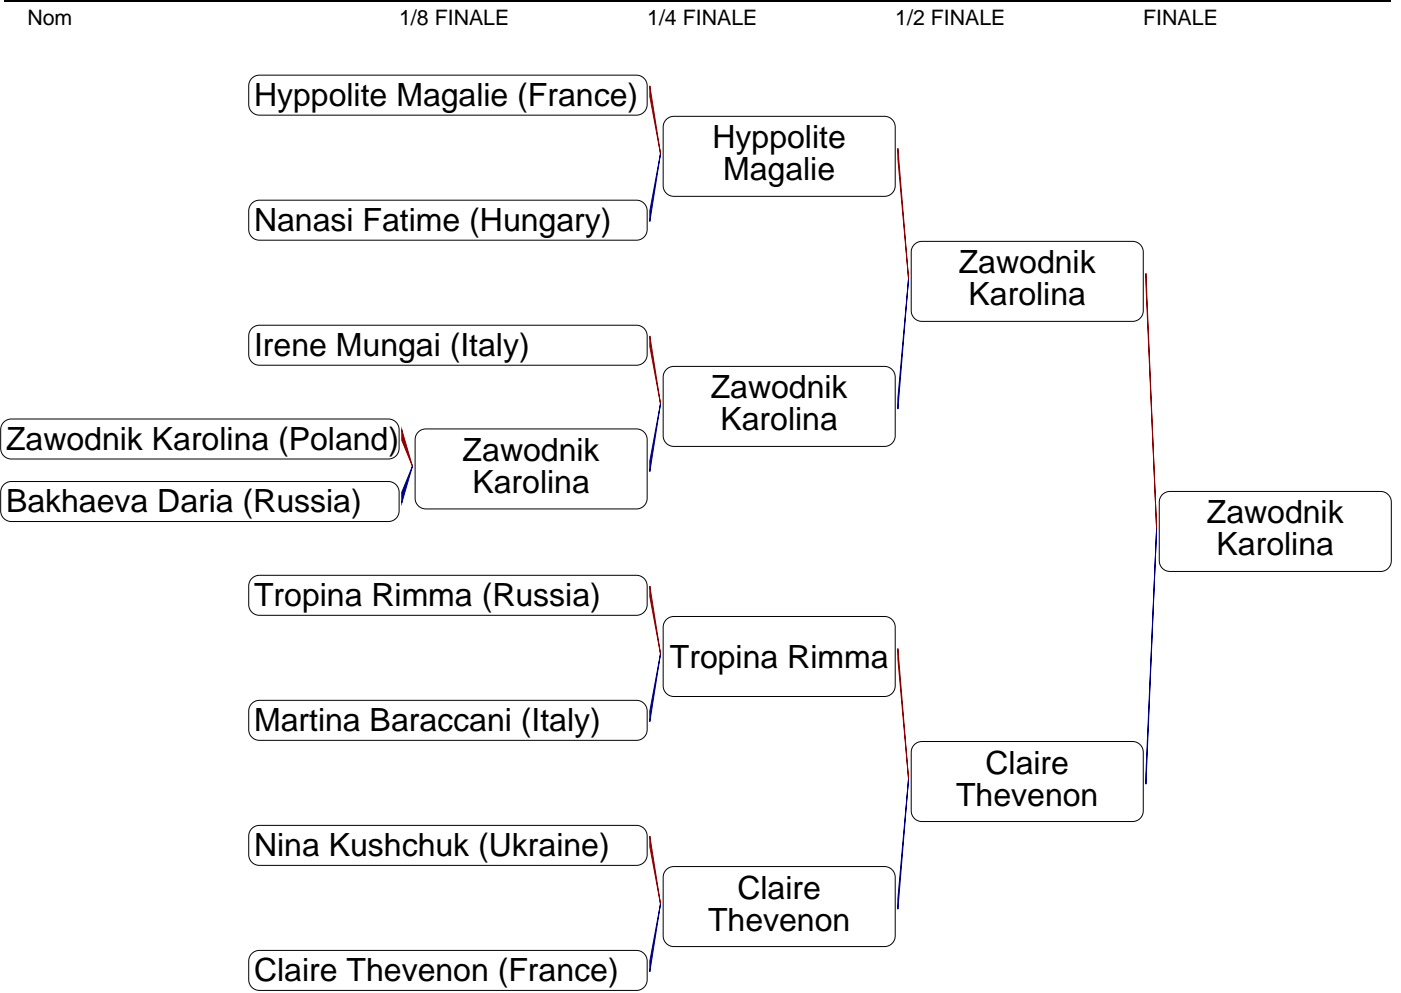 Nom 1/8 FINALE 1/4 FINALE 1/2 FINALE FINALE
Hyppolite Magalie (France)
Hyppolite
Magalie
Nanasi Fatime (Hungary)
Zawodnik
Karolina
Irene Mungai (Italy)
Zawodnik
Karolina
Zawodnik Karolina (Poland)
Zawodnik
Karolina
Bakhaeva Daria (Russia)
Zawodnik
Karolina
Tropina Rimma (Russia)
Tropina Rimma
Martina Baraccani (Italy)
Claire
Thevenon
Nina Kushchuk (Ukraine)
Claire
Thevenon
Claire Thevenon (France)